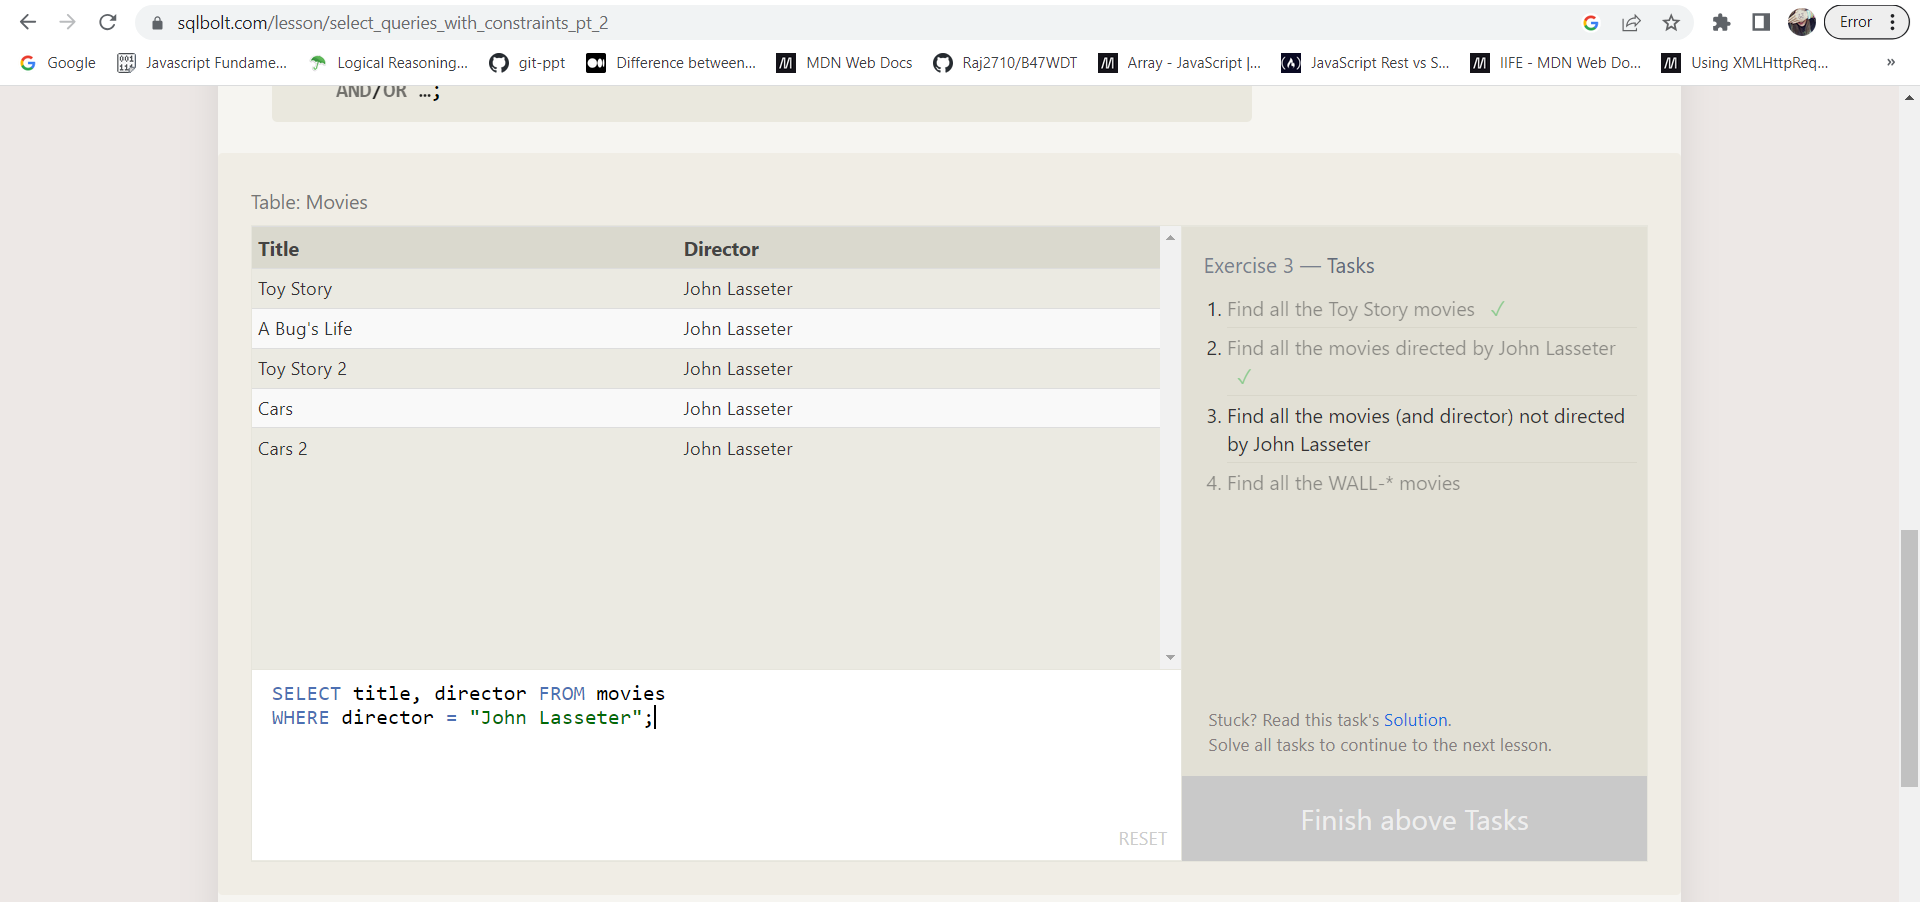 sqlbolt.com/lesson/select_queries_with_constraints_pt_2
Error
Google
Javascript Fundame...
Logical Reasoning...
git-ppt
Difference between...
MDN Web Docs
Raj2710/B47WDT
Array - JavaScript |...
JavaScript Rest vs S...
IIFE - MDN Web Do...
Using XMLHttpReq...
»
AND/OR …;
Table: Movies
Title Director
Toy Story John Lasseter
A Bug's Life John Lasseter
Toy Story 2 John Lasseter
Cars John Lasseter
Cars 2 John Lasseter
SELECT title, director FROM movies
WHERE director = "John Lasseter";
RESET
Exercise 3 — Tasks
1. Find all the Toy Story movies ✓
2. Find all the movies directed by John Lasseter
✓
3. Find all the movies (and director) not directed
by John Lasseter
4. Find all the WALL-* movies
Stuck? Read this task's Solution.
Solve all tasks to continue to the next lesson.
Finish above Tasks